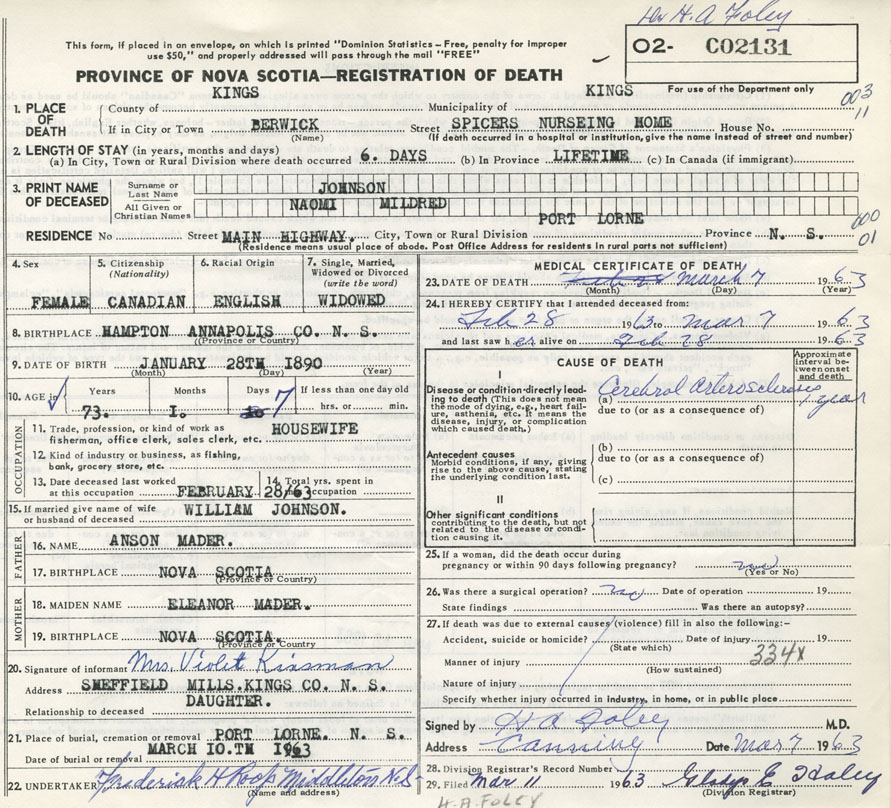 Dr H. A. Foley
This form, if placed in an envelope, on which is printed "Dominion Statistics – Free, penalty for improper
use $50," and properly addressed will pass through the mail "FREE"
O2- C02131
PROVINCE OF NOVA SCOTIA—REGISTRATION OF DEATH
For use of the Department only
003
11
1. PLACE OF DEATH County of KINGS Municipality of KINGS
If in City or Town BERWICK Street SPICERS NURSEING HOME House No.
(Name) (If death occurred in a hospital or institution, give the name instead of street and number)
2. LENGTH OF STAY (in years, months and days)
(a) In City, Town or Rural Division where death occurred 6. DAYS (b) In Province LIFETIME (c) In Canada (if immigrant)
3. PRINT NAME OF DECEASED
Surname or Last Name JOHNSON
All Given or Christian Names NAOMI MILDRED
600
01
RESIDENCE No Street MAIN HIGHWAY. City, Town or Rural Division PORT LORNE Province N. S.
(Residence means usual place of abode. Post Office Address for residents in rural parts not sufficient)
4. Sex FEMALE
5. Citizenship (Nationality) CANADIAN
6. Racial Origin ENGLISH
7. Single, Married, Widowed or Divorced (write the word) WIDOWED
8. BIRTHPLACE HAMPTON ANNAPOLIS CO. N. S.
(Province or Country)
9. DATE OF BIRTH JANUARY 28TH 1890
(Month) (Day) (Year)
10. AGE in Years 73. Months 1. Days 10 7 If less than one day old hrs. or min.
OCCUPATION
11. Trade, profession, or kind of work as HOUSEWIFE
fisherman, office clerk, sales clerk, etc.
12. Kind of industry or business, as fishing,
bank, grocery store, etc.
13. Date deceased last worked at this occupation FEBRUARY 28/63
14. Total yrs. spent in occupation
15. If married give name of wife or husband of deceased WILLIAM JOHNSON.
FATHER
16. NAME ANSON MADER.
17. BIRTHPLACE NOVA SCOTIA
(Province or Country)
MOTHER
18. MAIDEN NAME ELEANOR MADER.
19. BIRTHPLACE NOVA SCOTIA.
(Province or Country)
20. Signature of informant Mrs. Violet Kinsman
Address SHEFFIELD MILLS.KINGS CO. N. S.
Relationship to deceased DAUGHTER.
21. Place of burial, cremation or removal PORT LORNE. N. S.
Date of burial or removal MARCH 10.TH 1963
22. UNDERTAKER Frederick H Roop Middleton N.S.
(Name and address)
MEDICAL CERTIFICATE OF DEATH
23. DATE OF DEATH Feb 28 March 7 1963
(Month) (Day) (Year)
24. I HEREBY CERTIFY that I attended deceased from:
Feb 28 1963 to Mar 7 1963
and last saw h er alive on Feb 28 1963
CAUSE OF DEATH
Approximate interval between onset and death
I
Disease or condition directly leading to death (This does not mean the mode of dying, e.g., heart failure, asthenia, etc. It means the disease, injury, or complication which caused death.)
(a) Cerebral Arterosclerosis 1 year
due to (or as a consequence of)
Antecedent causes
Morbid conditions, if any, giving rise to the above cause, stating the underlying condition last.
(b)
due to (or as a consequence of)
(c)
II
Other significant conditions
contributing to the death, but not related to the disease or condition causing it.
25. If a woman, did the death occur during
pregnancy or within 90 days following pregnancy? no
(Yes or No)
26. Was there a surgical operation? no Date of operation 19
State findings Was there an autopsy?
27. If death was due to external causes (violence) fill in also the following:-
Accident, suicide or homicide? Date of injury 19
(State which)
334X
Manner of injury
(How sustained)
Nature of injury
Specify whether injury occurred in industry, in home, or in public place
Signed by H A Foley M.D.
Address Canning Date Mar 7 1963
28. Division Registrar's Record Number
29. Filed Mar 11 1963 Gladys E Haley
(Division Registrar)
H. A. FOLEY